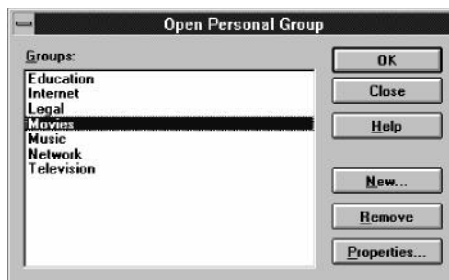 Open Personal Group
Groups:
Education
Internet
Legal
Movies
Music
Network
Television
OK
Close
Help
New...
Remove
Properties...